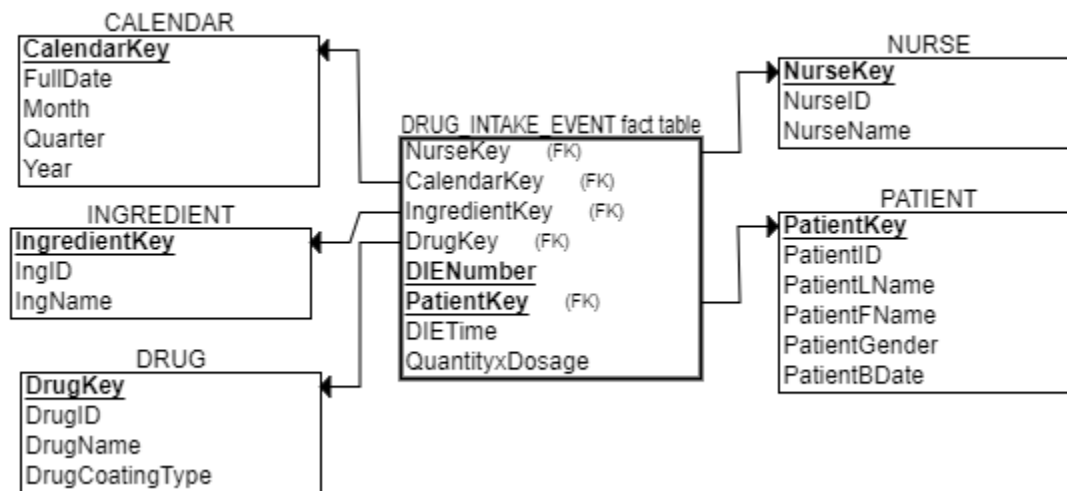 CALENDAR
CalendarKey
FullDate
Month
Quarter
Year
INGREDIENT
IngredientKey
IngID
IngName
DRUG
DrugKey
DrugID
DrugName
DrugCoatingType
DRUG_INTAKE_EVENT fact table
NurseKey (FK)
CalendarKey (FK)
IngredientKey (FK)
DrugKey (FK)
DIENumber
PatientKey (FK)
DIETime
QuantityxDosage
NURSE
NurseKey
NurseID
NurseName
PATIENT
PatientKey
PatientID
PatientLName
PatientFName
PatientGender
PatientBDate